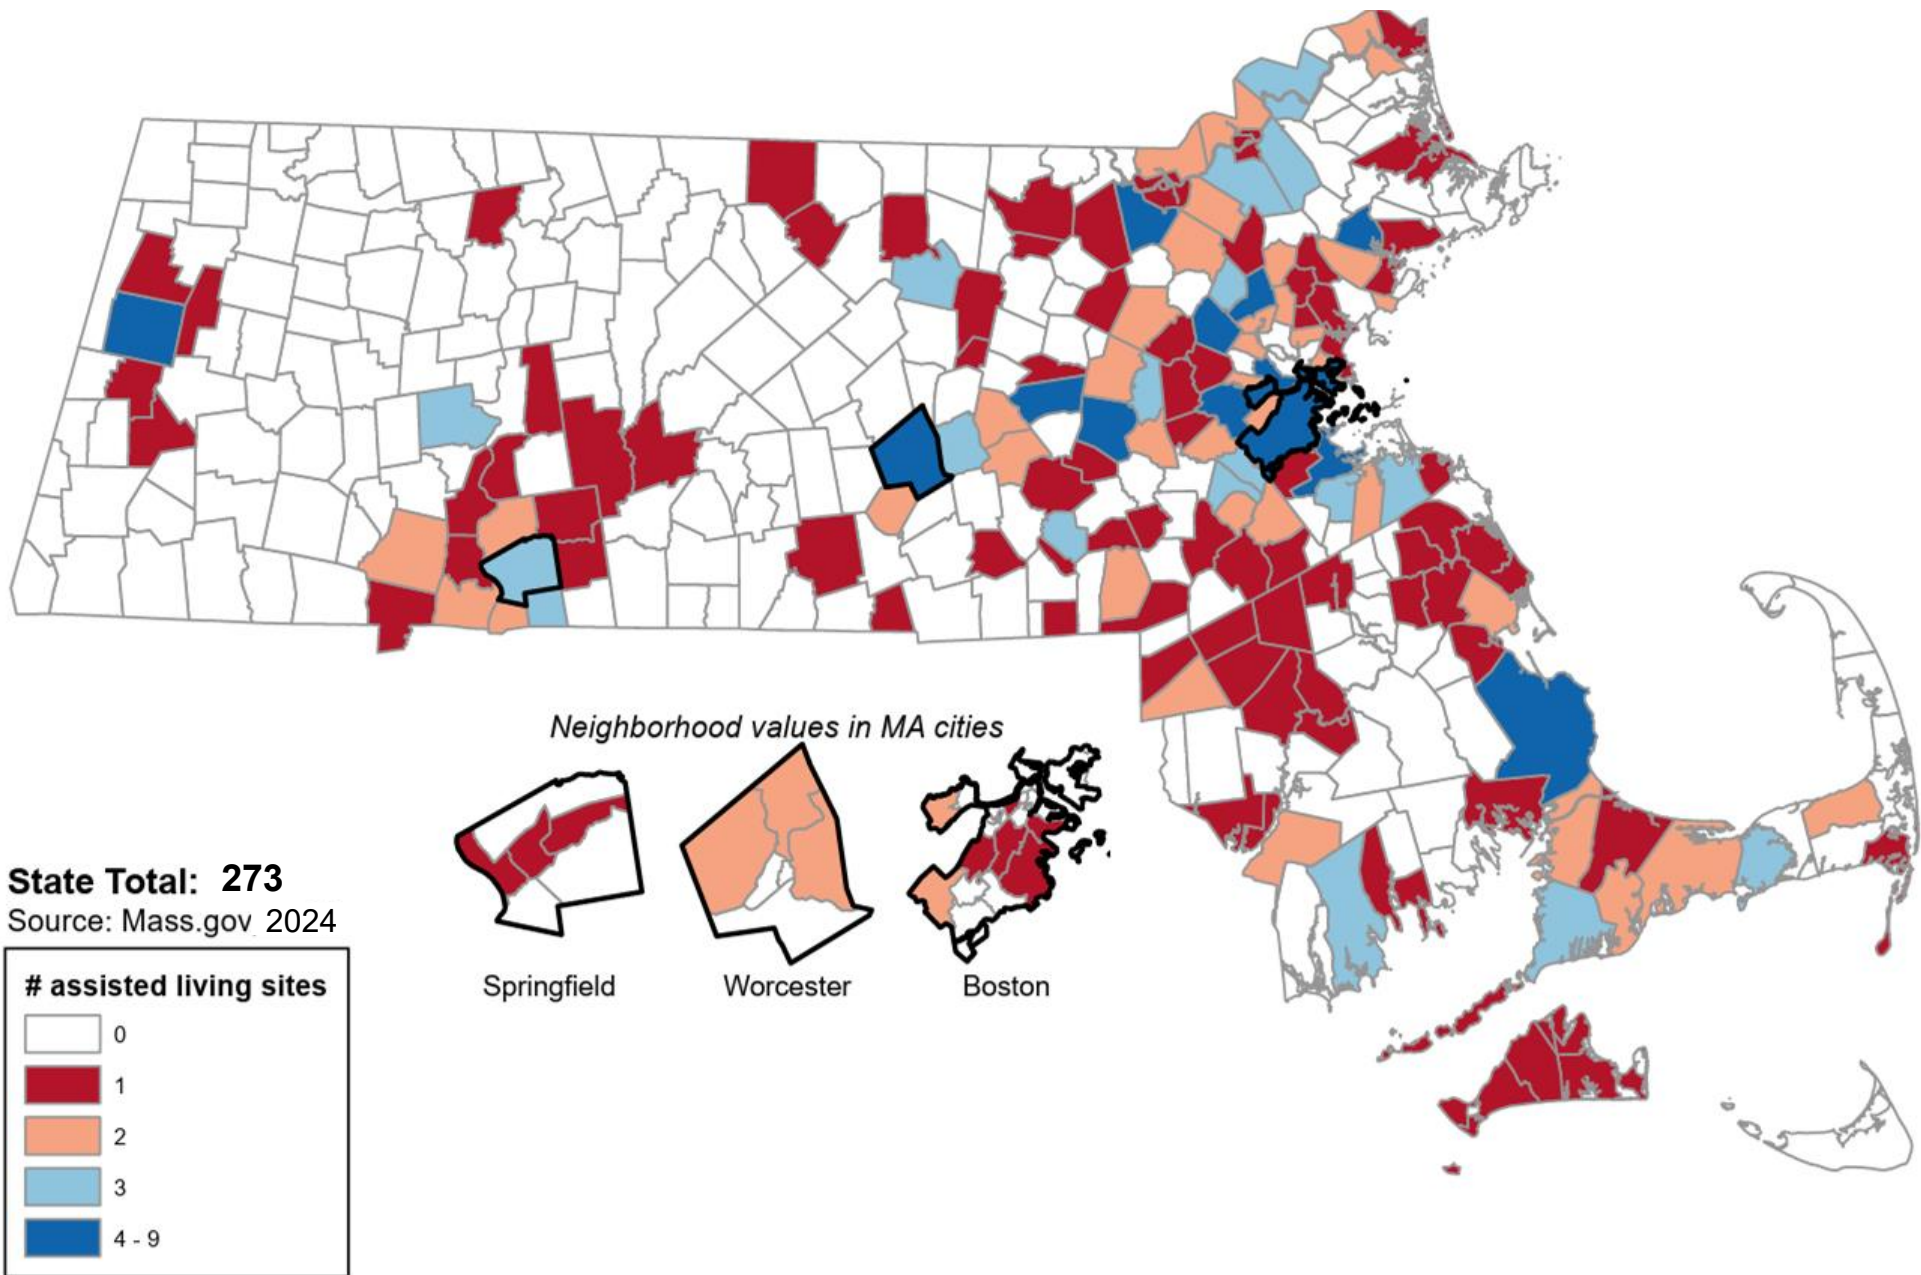 Neighborhood values in MA cities
Springfield
Worcester
Boston
State Total: 273
Source: Mass.gov 2024
# assisted living sites
0
1
2
3
4 - 9